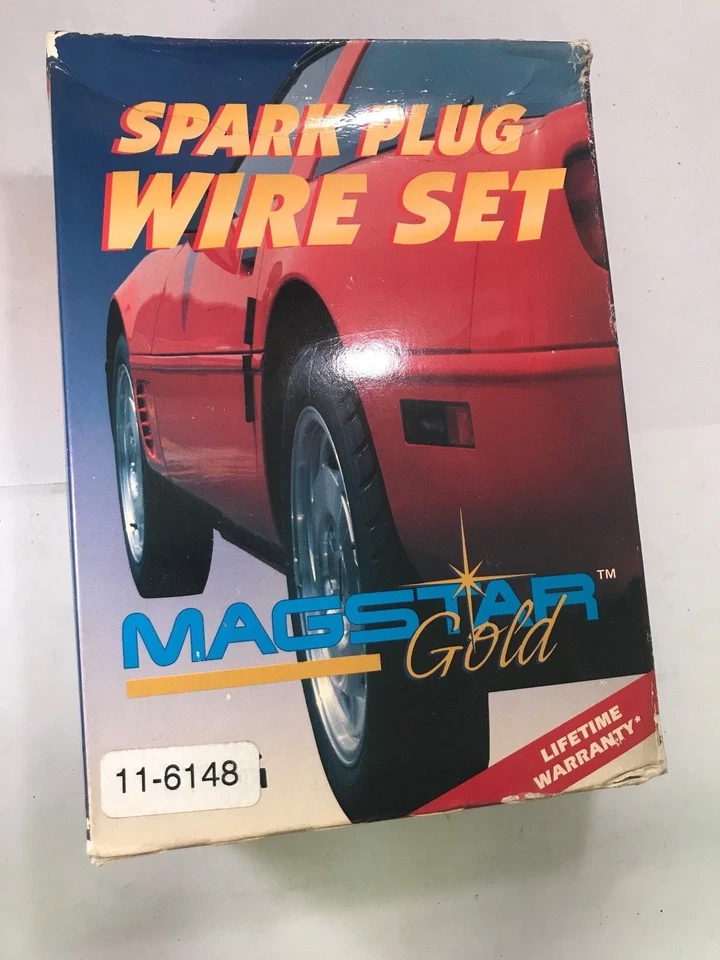 SPARK PLUG
WIRE SET
MAGSTAR™
Gold
LIFETIME
WARRANTY*
11-6148